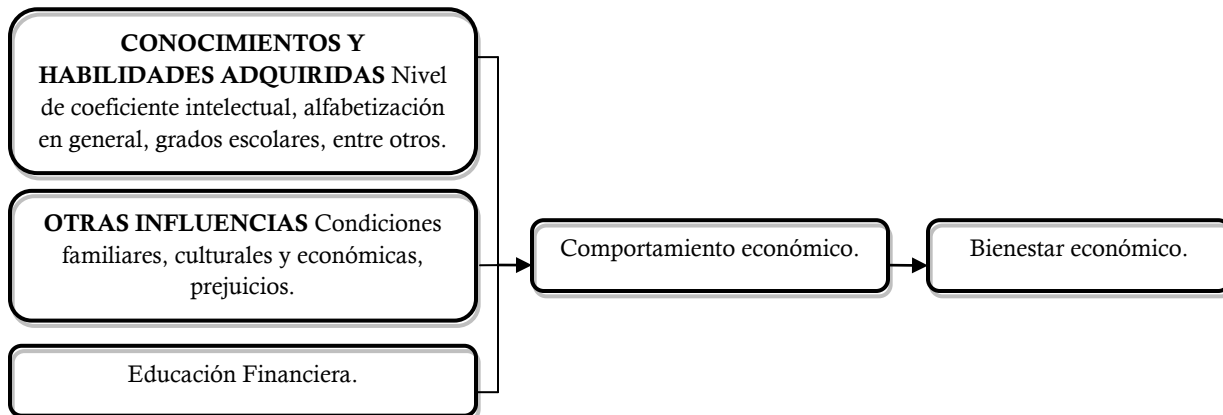 CONOCIMIENTOS Y
HABILIDADES ADQUIRIDAS Nivel
de coeficiente intelectual, alfabetización
en general, grados escolares, entre otros.
OTRAS INFLUENCIAS Condiciones
familiares, culturales y económicas,
prejuicios.
Educación Financiera.
Comportamiento económico.
Bienestar económico.